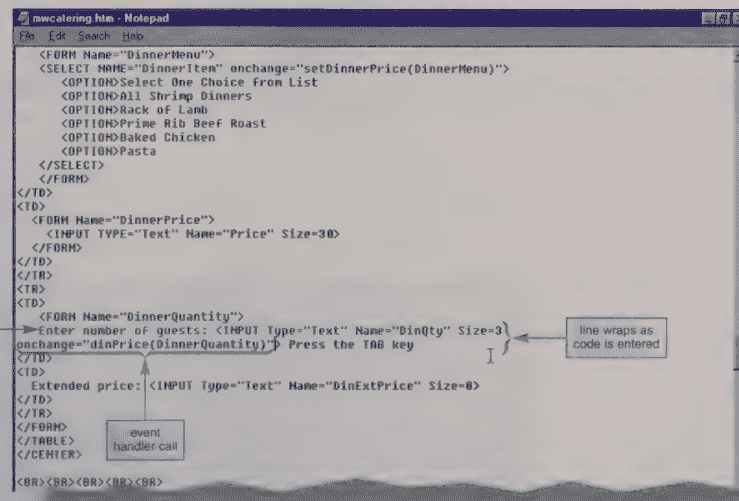 mwcatering.htm - Notepad
File Edit Search Help
<FORM Name="DinnerMenu">
<SELECT NAME="DinnerItem" onchange="setDinnerPrice(DinnerMenu)">
<OPTION>Select One Choice from List
<OPTION>All Shrimp Dinners
<OPTION>Rack of Lamb
<OPTION>Prime Rib Beef Roast
<OPTION>Baked Chicken
<OPTION>Pasta
</SELECT>
</FORM>
</TD>
<TD>
<FORM Name="DinnerPrice">
<INPUT TYPE="Text" Name="Price" Size=30>
</FORM>
</TD>
</TR>
<TR>
<TD>
<FORM Name="DinnerQuantity">
Enter number of guests: <INPUT Type="Text" Name="DinQty" Size=3
onchange="dinPrice(DinnerQuantity)"> Press the TAB key
</TD>
<TD>
Extended price: <INPUT Type="Text" Name="DinExtPrice" Size=8>
</TD>
</TR>
</FORM>
</TABLE>
</CENTER>
<BR><BR><BR><BR><BR>
line wraps as
code is entered
event
handler call